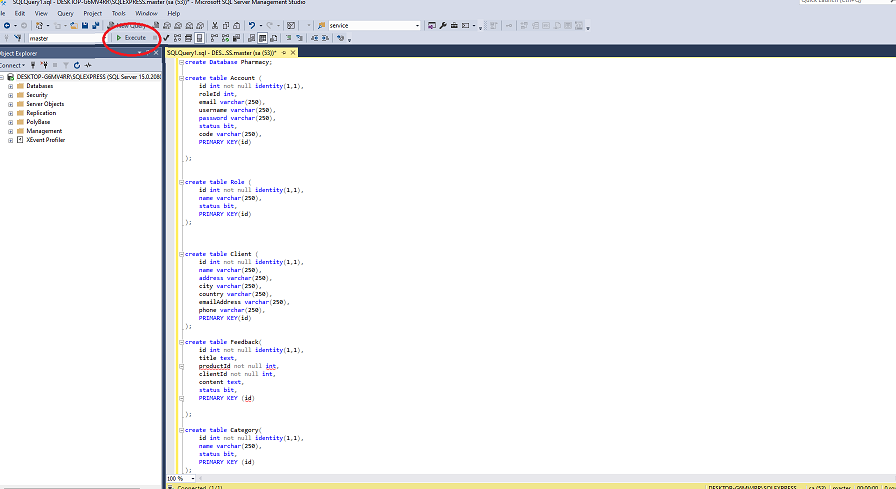 SQLQuery1.sql - DESKTOP-G6MV4RR\SQLEXPRESS.master (sa (53))* - Microsoft SQL Server Management Studio
Quick Launch (Ctrl+Q)
le Edit View Query Project Tools Window Help
New Query
service
master
Execute
bject Explorer
SQLQuery1.sql - DES...SS.master (sa (53))*
Connect
DESKTOP-G6MV4RR\SQLEXPRESS (SQL Server 15.0.2080
Databases
Security
Server Objects
Replication
PolyBase
Management
XEvent Profiler
create Database Pharmacy;
create table Account (
id int not null identity(1,1),
roleId int,
email varchar(250),
username varchar(250),
password varchar(250),
status bit,
code varchar(250),
PRIMARY KEY(id)
);
create table Role (
id int not null identity(1,1),
name varchar(250),
status bit,
PRIMARY KEY(id)
);
create table Client (
id int not null identity(1,1),
name varchar(250),
address varchar(250),
city varchar(250),
country varchar(250),
emailAddress varchar(250),
phone varchar(250),
PRIMARY KEY(id)
);
create table Feedback(
id int not null identity(1,1),
title text,
productId not null int,
clientId not null int,
content text,
status bit,
PRIMARY KEY (id)
);
create table Category(
id int not null identity(1,1),
name varchar(250),
status bit,
PRIMARY KEY (id)
);
100 %
Connected. (1/1)
DESKTOP-G6MV4RR\SQLEXPRESS
sa (53)
master
00:00:00